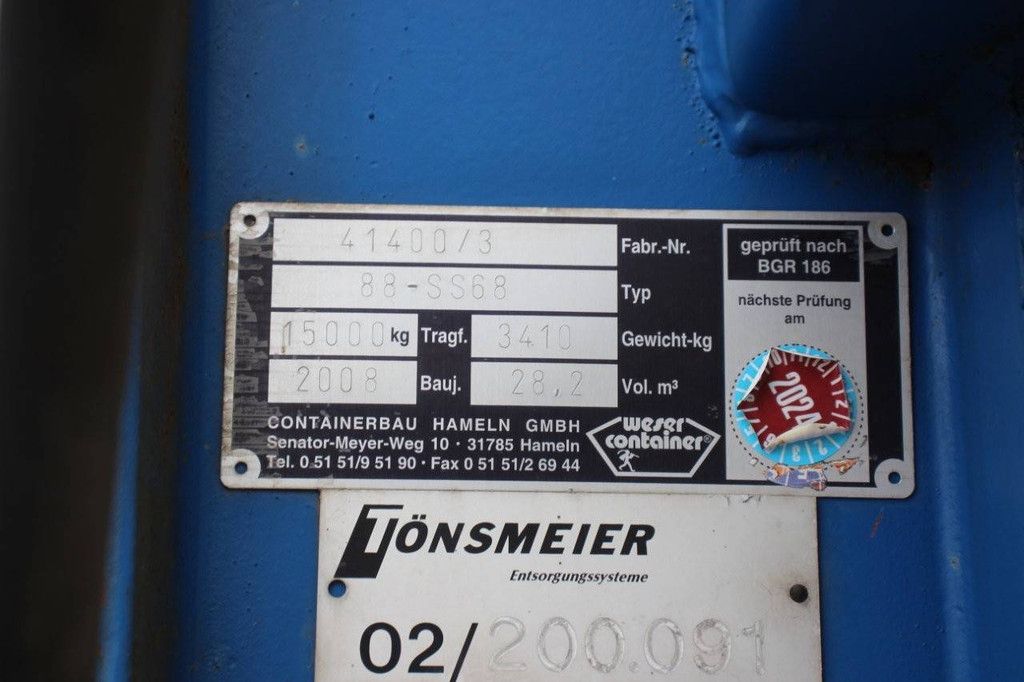 41400/3 Fabr.-Nr.
88-SS68 Typ
15000 kg Tragf. 3410 Gewicht-kg
2008 Bauj. 28,2 Vol. m³
CONTAINERBAU HAMELN GMBH
Senator-Meyer-Weg 10 · 31785 Hameln
Tel. 0 51 51/9 51 90 · Fax 0 51 51/2 69 44
weser
container®
geprüft nach
BGR 186
nächste Prüfung
am
2024
TÖNSMEIER
Entsorgungssysteme
02/200.091